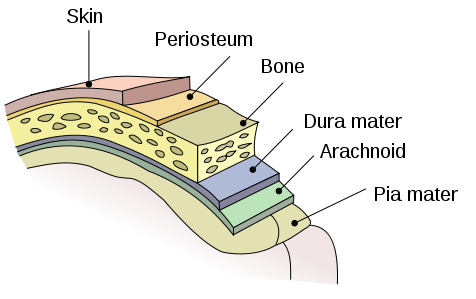 Skin
Periosteum
Bone
Dura mater
Arachnoid
Pia mater